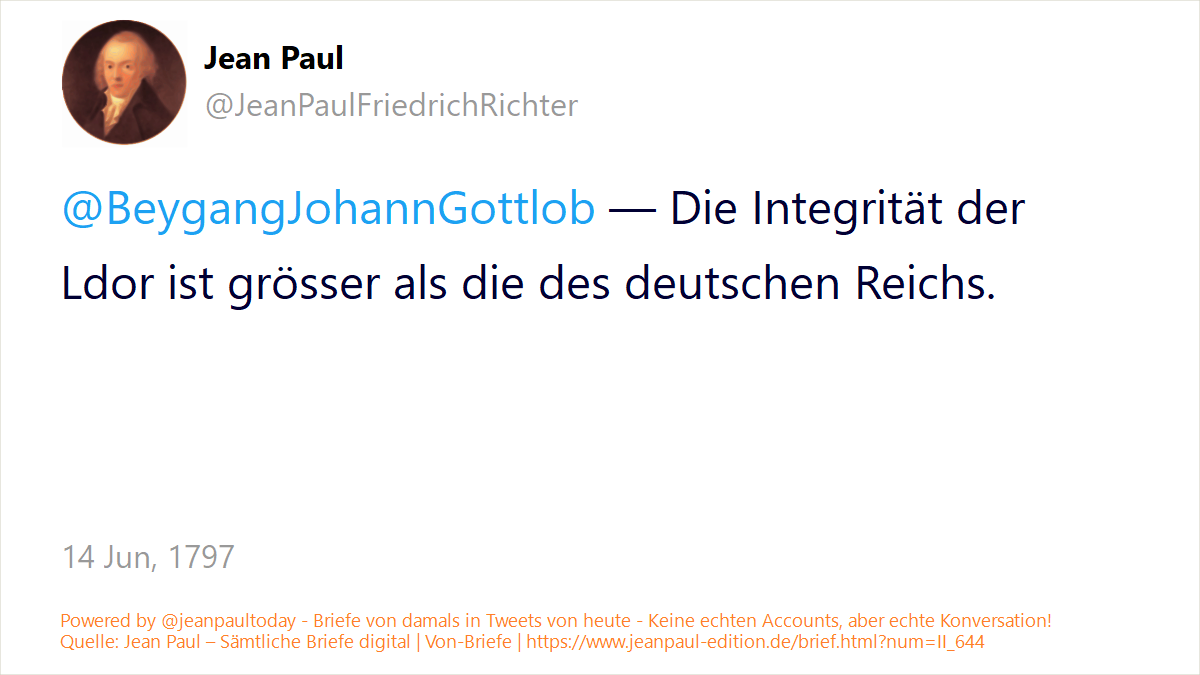 Jean Paul
@JeanPaulFriedrichRichter
@BeygangJohannGottlob — Die Integrität der
Ldor ist grösser als die des deutschen Reichs.
14 Jun, 1797
Powered by @jeanpaultoday - Briefe von damals in Tweets von heute - Keine echten Accounts, aber echte Konversation!
Quelle: Jean Paul – Sämtliche Briefe digital | Von-Briefe | https://www.jeanpaul-edition.de/brief.html?num=II_644